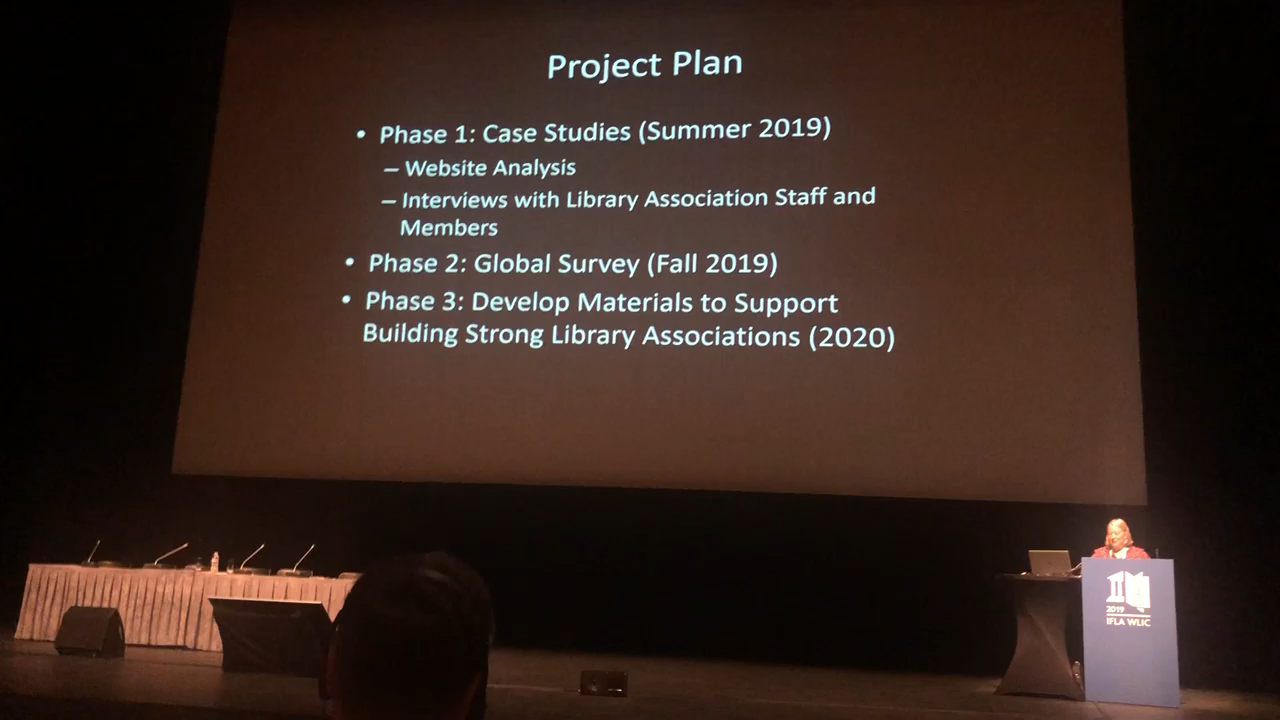 Project Plan
• Phase 1: Case Studies (Summer 2019)
– Website Analysis
– Interviews with Library Association Staff and
Members
• Phase 2: Global Survey (Fall 2019)
• Phase 3: Develop Materials to Support
Building Strong Library Associations (2020)
2019
IFLA WLIC